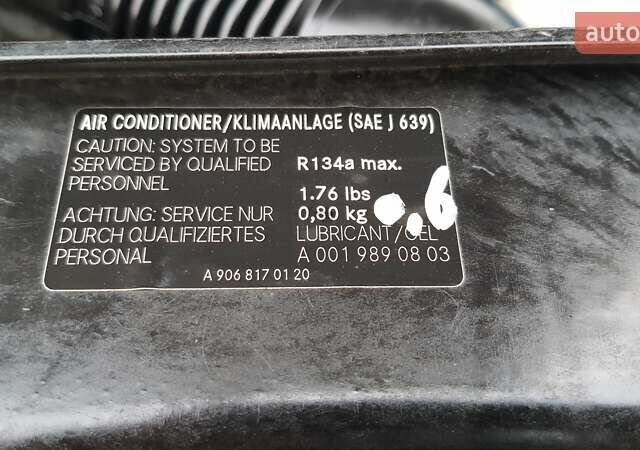 auto
AIR CONDITIONER/KLIMAANLAGE (SAE J 639)
CAUTION: SYSTEM TO BE
SERVICED BY QUALIFIED
PERSONNEL
R134a max.
1.76 lbs
0,80 kg
0.6
ACHTUNG: SERVICE NUR
DURCH QUALIFIZIERTES
PERSONAL
LUBRICANT/OEL
A 001 989 08 03
A 906 817 01 20